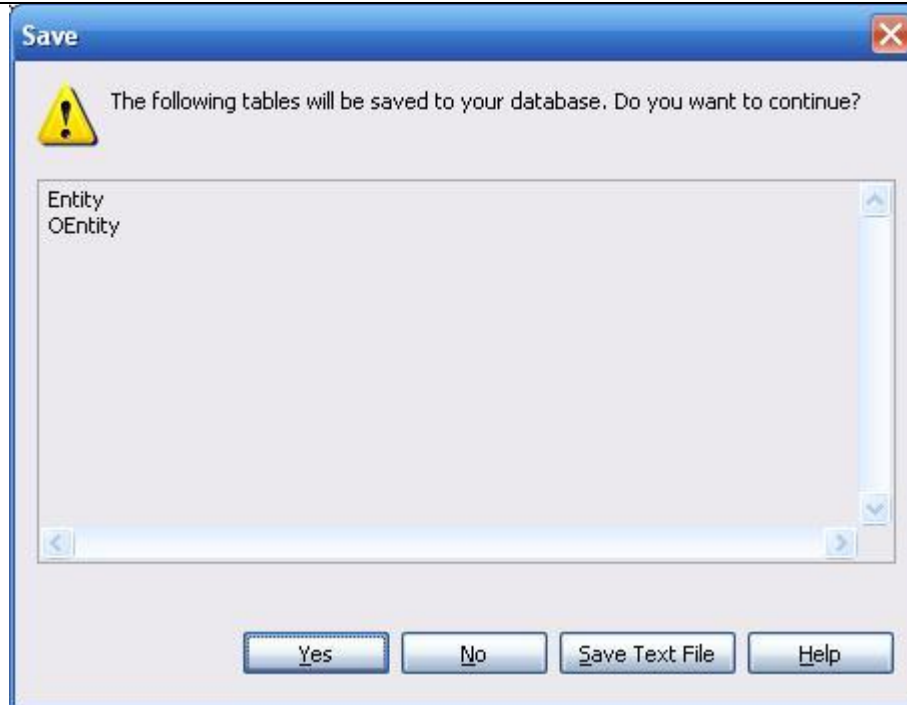 Save
The following tables will be saved to your database. Do you want to continue?
Entity
OEntity
Yes
No
Save Text File
Help